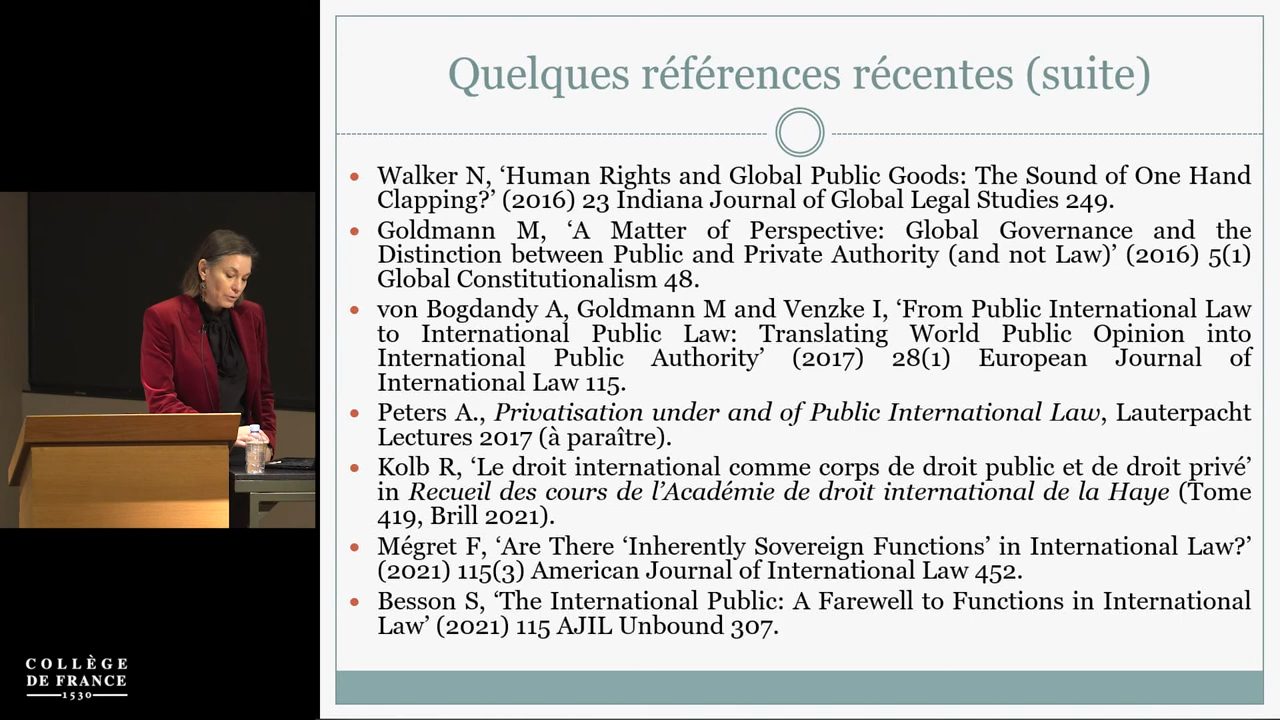 Quelques références récentes (suite)
• Walker N, ‘Human Rights and Global Public Goods: The Sound of One Hand
Clapping?’ (2016) 23 Indiana Journal of Global Legal Studies 249.
• Goldmann M, ‘A Matter of Perspective: Global Governance and the
Distinction between Public and Private Authority (and not Law)’ (2016) 5(1)
Global Constitutionalism 48.
• von Bogdandy A, Goldmann M and Venzke I, ‘From Public International Law
to International Public Law: Translating World Public Opinion into
International Public Authority’ (2017) 28(1) European Journal of
International Law 115.
• Peters A., Privatisation under and of Public International Law, Lauterpacht
Lectures 2017 (à paraître).
• Kolb R, ‘Le droit international comme corps de droit public et de droit privé’
in Recueil des cours de l’Académie de droit international de la Haye (Tome
419, Brill 2021).
• Mégret F, ‘Are There ‘Inherently Sovereign Functions’ in International Law?’
(2021) 115(3) American Journal of International Law 452.
• Besson S, ‘The International Public: A Farewell to Functions in International
Law’ (2021) 115 AJIL Unbound 307.
COLLÈGE
DE FRANCE
1530